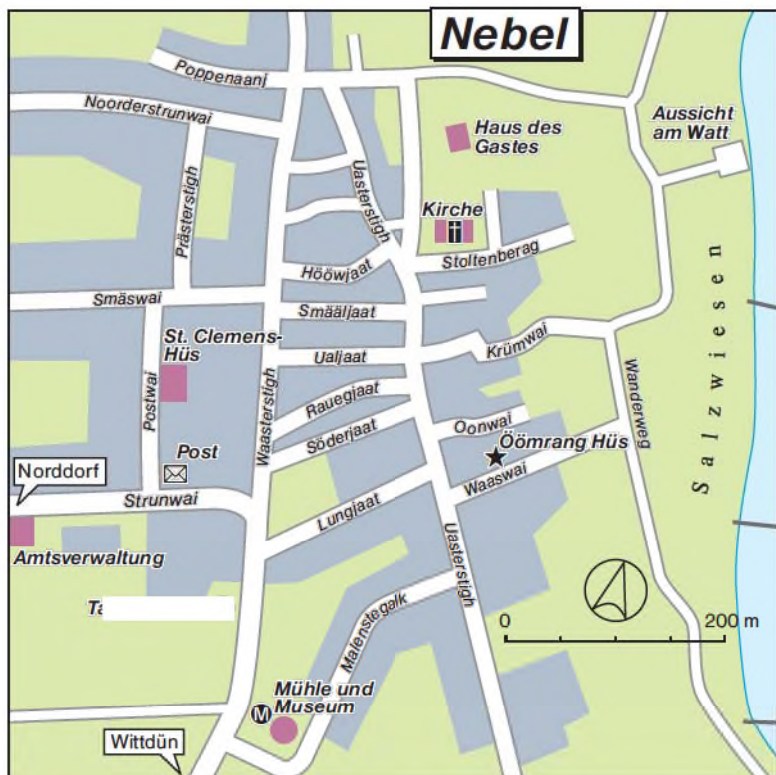 Nebel
Poppenaanj
Noorderstrunwai
Haus des
Gastes
Aussicht
am Watt
Uasterstigh
Prästerstigh
Kirche
Stoltenberag
Hööwjaat
Smäswai
Smääljaat
St. Clemens-
Hüs
Ualjaat
Krümwai
Salzwiesen
Postwai
Waasterstigh
Rauegjaat
Wanderweg
Söderjaat
Oonwai
Öömrang Hüs
Post
Norddorf
Strunwai
Waaswai
Lungjaat
Amtsverwaltung
Uasterstigh
Malenstegalk
0 200 m
Mühle und
Museum
M
Wittdün